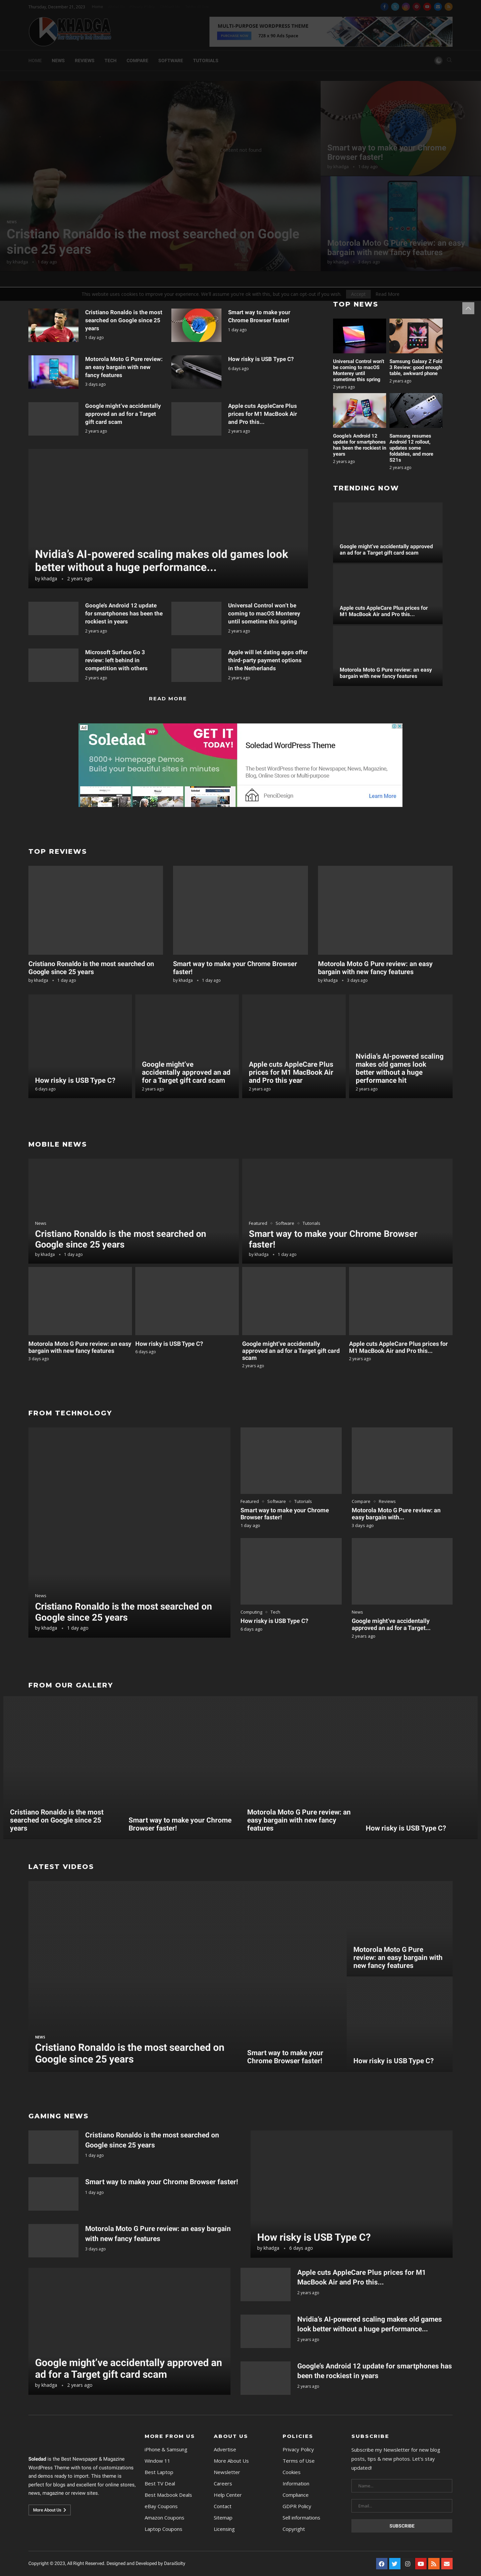 Thursday, December 21, 2023
KHADGA
MULTI-PURPOSE WORDPRESS THEME
728 x 90 Ads Space
HOME NEWS REVIEWS TECH COMPARE SOFTWARE TUTORIALS
News
Cristiano Ronaldo is the most searched on Google
since 25 years
by khadga 1 day ago
Smart way to make your Chrome
Browser faster!
by khadga 1 day ago
Motorola Moto G Pure review: an easy
bargain with new fancy features
by khadga 3 days ago
This website uses cookies to improve your experience. We'll assume you're ok with this, but you can opt-out if you wish. Accept Read More
Cristiano Ronaldo is the most
searched on Google since 25
years
1 day ago
Smart way to make your
Chrome Browser faster!
1 day ago
Motorola Moto G Pure review:
an easy bargain with new
fancy features
3 days ago
How risky is USB Type C?
6 days ago
Google might've accidentally
approved an ad for a Target
gift card scam
2 years ago
Apple cuts AppleCare Plus
prices for M1 MacBook Air
and Pro this...
2 years ago
Nvidia's AI-powered scaling makes old games look
better without a huge performance...
by khadga 2 years ago
Google's Android 12 update
for smartphones has been the
rockiest in years
2 years ago
Universal Control won't be
coming to macOS Monterey
until sometime this spring
2 years ago
Microsoft Surface Go 3
review: left behind in
competition with others
2 years ago
Apple will let dating apps offer
third-party payment options
in the Netherlands
2 years ago
READ MORE
TOP NEWS
Universal Control won't
be coming to macOS
Monterey until
sometime this spring
2 years ago
Samsung Galaxy Z Fold
3 Review: good enough
table, awkward phone
2 years ago
Google's Android 12
update for smartphones
has been the rockiest in
years
2 years ago
Samsung resumes
Android 12 rollout,
updates some
foldables, and more
S21s
2 years ago
TRENDING NOW
Google might've accidentally approved
an ad for a Target gift card scam
Apple cuts AppleCare Plus prices for
M1 MacBook Air and Pro this...
Motorola Moto G Pure review: an easy
bargain with new fancy features
Ad
Soledad WP
8000+ Homepage Demos
Build your beautiful sites in minutes
GET IT
TODAY!
Soledad WordPress Theme
The best WordPress theme for Newspaper, News, Magazine,
Blog, Online Stores or Multi-purpose
PenciDesign
Learn More
TOP REVIEWS
Cristiano Ronaldo is the most searched on
Google since 25 years
by khadga 1 day ago
Smart way to make your Chrome Browser
faster!
by khadga 1 day ago
Motorola Moto G Pure review: an easy
bargain with new fancy features
by khadga 3 days ago
How risky is USB Type C?
6 days ago
Google might've
accidentally approved an ad
for a Target gift card scam
2 years ago
Apple cuts AppleCare Plus
prices for M1 MacBook Air
and Pro this year
2 years ago
Nvidia's AI-powered scaling
makes old games look
better without a huge
performance hit
2 years ago
MOBILE NEWS
News
Cristiano Ronaldo is the most searched on
Google since 25 years
by khadga 1 day ago
Featured Software Tutorials
Smart way to make your Chrome Browser
faster!
by khadga 1 day ago
Motorola Moto G Pure review: an easy
bargain with new fancy features
3 days ago
How risky is USB Type C?
6 days ago
Google might've accidentally
approved an ad for a Target gift card
scam
2 years ago
Apple cuts AppleCare Plus prices for
M1 MacBook Air and Pro this...
2 years ago
FROM TECHNOLOGY
News
Cristiano Ronaldo is the most searched on
Google since 25 years
by khadga 1 day ago
Featured Software Tutorials
Smart way to make your Chrome
Browser faster!
1 day ago
Compare Reviews
Motorola Moto G Pure review: an
easy bargain with...
3 days ago
Computing Tech
How risky is USB Type C?
6 days ago
News
Google might've accidentally
approved an ad for a Target...
2 years ago
FROM OUR GALLERY
Cristiano Ronaldo is the most
searched on Google since 25
years
Smart way to make your Chrome
Browser faster!
Motorola Moto G Pure review: an
easy bargain with new fancy
features
How risky is USB Type C?
LATEST VIDEOS
NEWS
Cristiano Ronaldo is the most searched on
Google since 25 years
Smart way to make your
Chrome Browser faster!
Motorola Moto G Pure
review: an easy bargain with
new fancy features
How risky is USB Type C?
GAMING NEWS
Cristiano Ronaldo is the most searched on
Google since 25 years
1 day ago
Smart way to make your Chrome Browser faster!
1 day ago
Motorola Moto G Pure review: an easy bargain
with new fancy features
3 days ago
How risky is USB Type C?
by khadga 6 days ago
Google might've accidentally approved an
ad for a Target gift card scam
by khadga 2 years ago
Apple cuts AppleCare Plus prices for M1
MacBook Air and Pro this...
2 years ago
Nvidia's AI-powered scaling makes old games
look better without a huge performance...
2 years ago
Google's Android 12 update for smartphones has
been the rockiest in years
2 years ago
Soledad is the Best Newspaper & Magazine
WordPress Theme with tons of customizations
and demos ready to import. This theme is
perfect for blogs and excellent for online stores,
news, magazine or review sites.
More About Us
MORE FROM US
iPhone & Samsung
Window 11
Best Laptop
Best TV Deal
Best Macbook Deals
eBay Coupons
Amazon Coupons
Laptop Coupons
ABOUT US
Advertise
More About Us
Newsletter
Careers
Help Center
Contact
Sitemap
Licensing
POLICIES
Privacy Policy
Terms of Use
Cookies
Information
Compliance
GDPR Policy
Sell informations
Copyright
SUBSCRIBE
Subscribe my Newsletter for new blog
posts, tips & new photos. Let's stay
updated!
Name...
Email...
SUBSCRIBE
Copyright © 2023, All Right Reserved. Designed and Developed by DarsiSolty